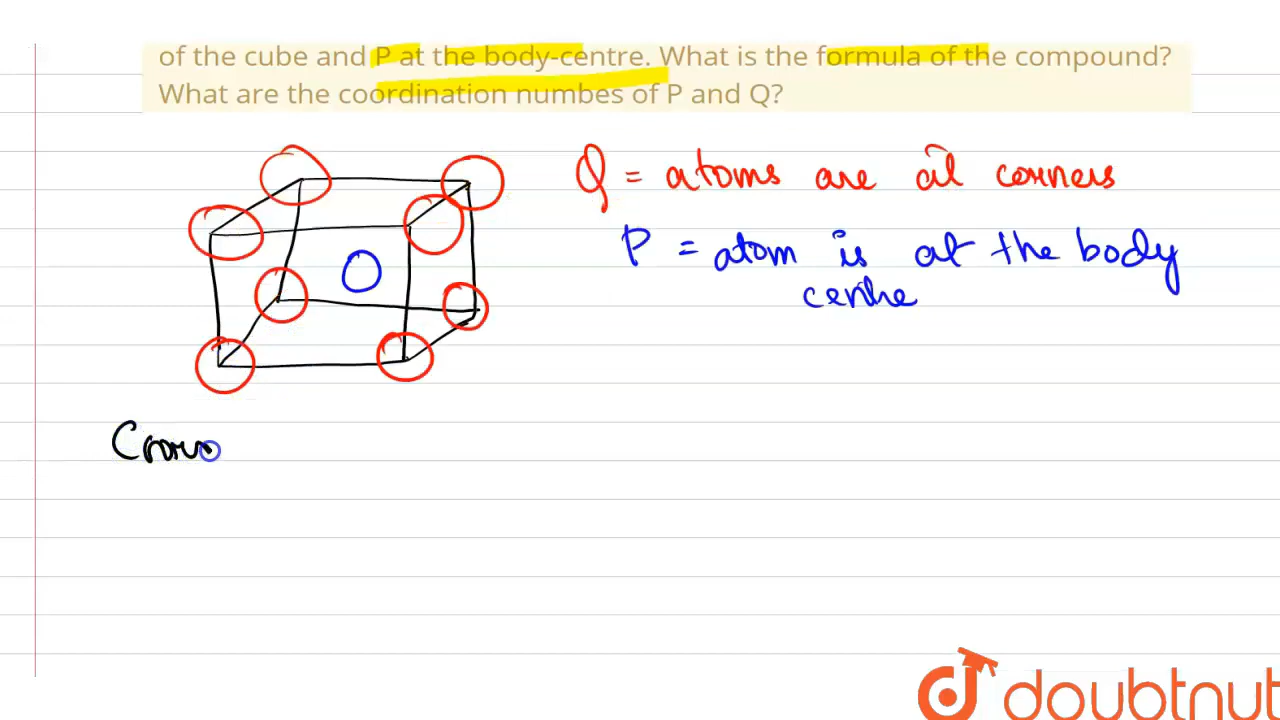 of the cube and P at the body-centre. What is the formula of the compound?
What are the coordination numbes of P and Q?
Q = atoms are at corners
P = atom is at the body
centre
doubtnut